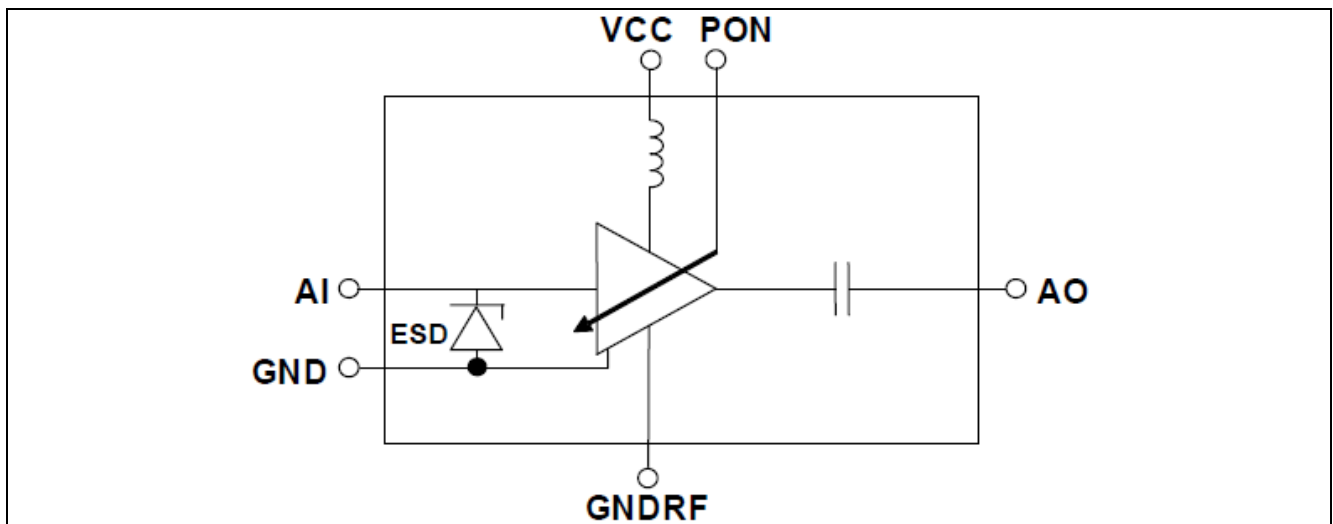 VCC PON
AI
AO
ESD
GND
GNDRF